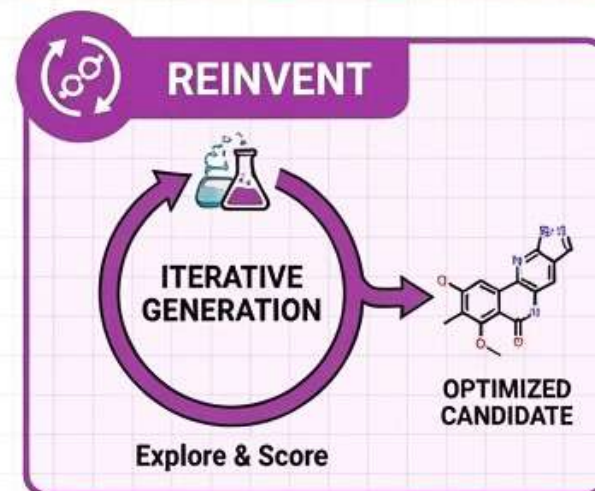 REINVENT
ITERATIVE
GENERATION
Explore & Score
OPTIMIZED
CANDIDATE
O
O